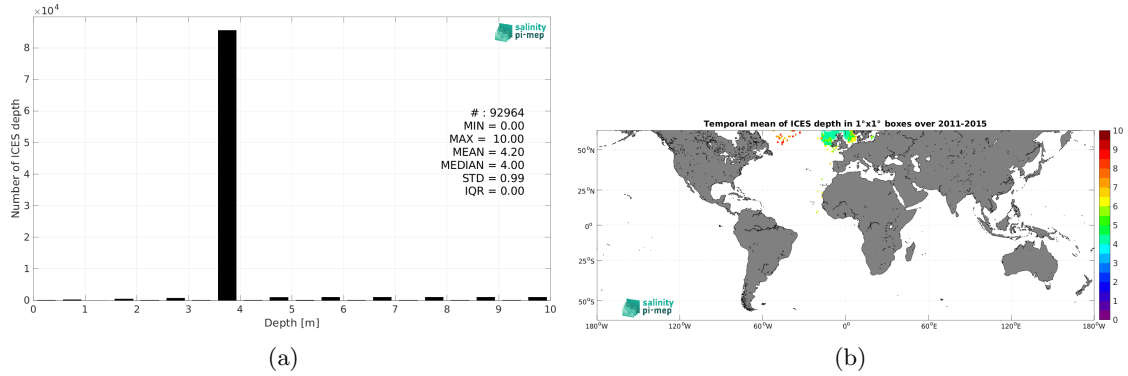 ×10⁴
salinity
pi-mep
# : 92964
MIN = 0.00
MAX = 10.00
MEAN = 4.20
MEDIAN = 4.00
STD = 0.99
IQR = 0.00
Number of ICES depth
8
7
6
5
4
3
2
1
0
0 1 2 3 4 5 6 7 8 9 10
Depth [m]
(a)
Temporal mean of ICES depth in 1°x1° boxes over 2011-2015
50°N
25°N
0°
25°S
50°S
180°W 120°W 60°W 0° 60°E 120°E 180°W
10
9
8
7
6
5
4
3
2
1
0
salinity
pi-mep
(b)